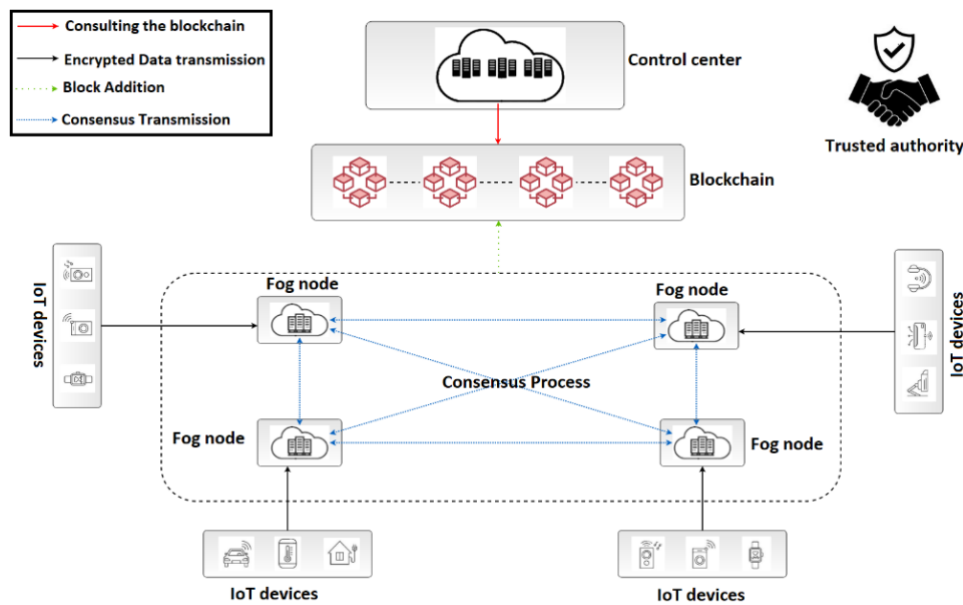 Consulting the blockchain
Encrypted Data transmission
Block Addition
Consensus Transmission
Control center
Trusted authority
Blockchain
IoT devices
Fog node
Fog node
IoT devices
Consensus Process
Fog node
Fog node
IoT devices
IoT devices